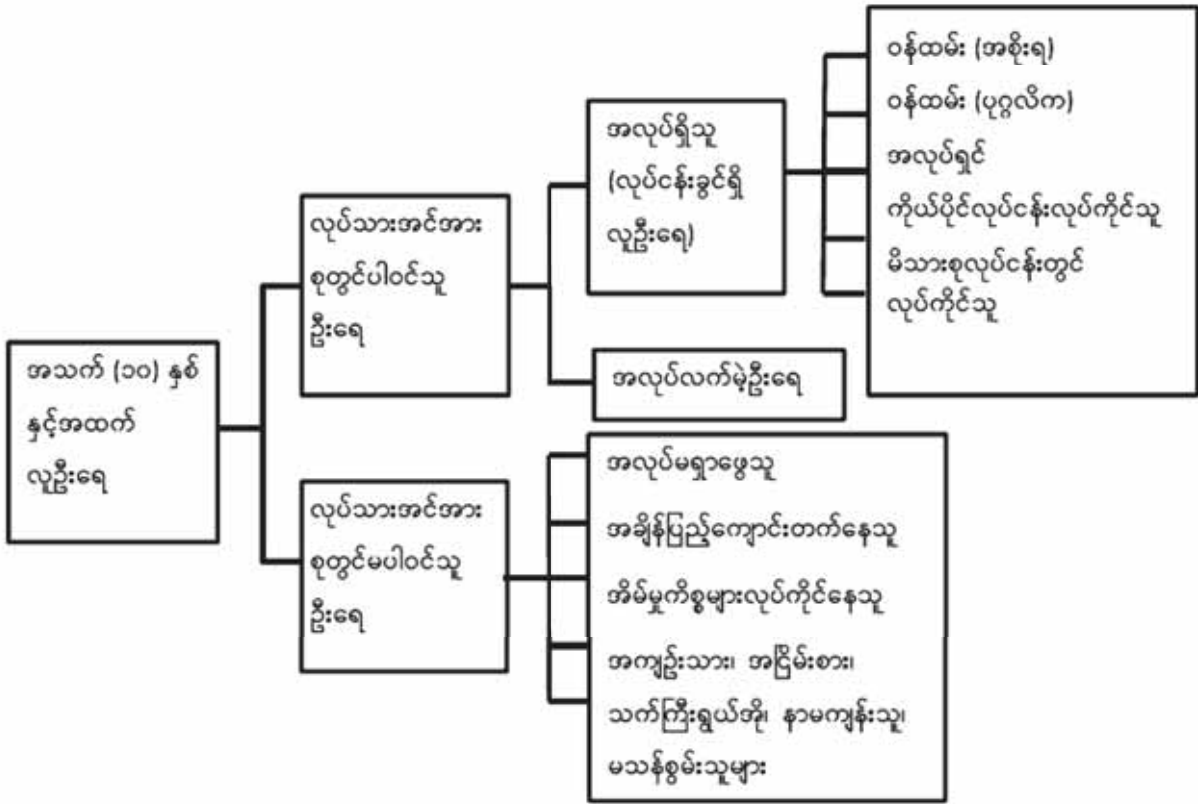 အသက် (၁၀) နှစ်
နှင့်အထက်
လူဦးရေ
လုပ်သားအင်အား
စုတွင်ပါဝင်သူ
ဦးရေ
လုပ်သားအင်အား
စုတွင်မပါဝင်သူ
ဦးရေ
အလုပ်ရှိသူ
(လုပ်ငန်းခွင်ရှိ
လူဦးရေ)
အလုပ်လက်မဲ့ဦးရေ
ဝန်ထမ်း (အစိုးရ)
ဝန်ထမ်း (ပုဂ္ဂလိက)
အလုပ်ရှင်
ကိုယ်ပိုင်လုပ်ငန်းလုပ်ကိုင်သူ
မိသားစုလုပ်ငန်းတွင်
လုပ်ကိုင်သူ
အလုပ်မရှာဖွေသူ
အချိန်ပြည့်ကျောင်းတက်နေသူ
အိမ်မှုကိစ္စများလုပ်ကိုင်နေသူ
အကျဉ်းသား၊ အငြိမ်းစား၊
သက်ကြီးရွယ်အို၊ နာမကျန်းသူ၊
မသန်စွမ်းသူများ